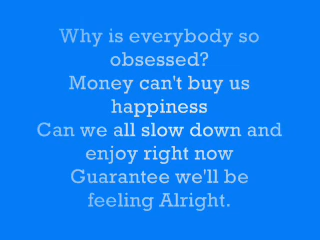 Why is everybody so
obsessed?
Money can't buy us
happiness
Can we all slow down and
enjoy right now
Guarantee we'll be
feeling Alright.